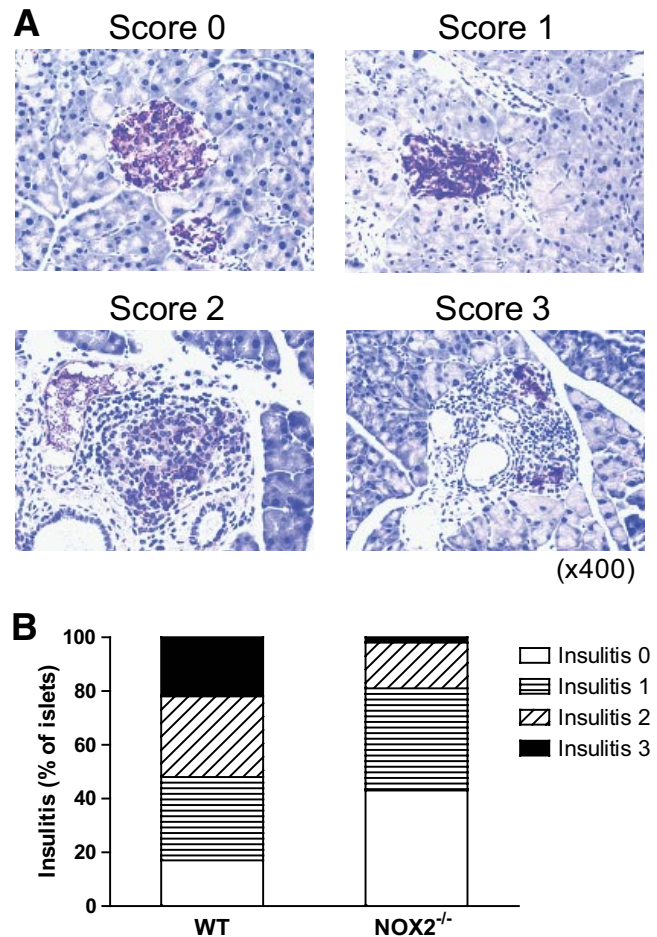 A
Score 0 Score 1
Score 2 Score 3
(x400)
B
Insulitis (% of islets)
100
80
60
40
20
0
WT NOX2-/-
Insulitis 0
Insulitis 1
Insulitis 2
Insulitis 3